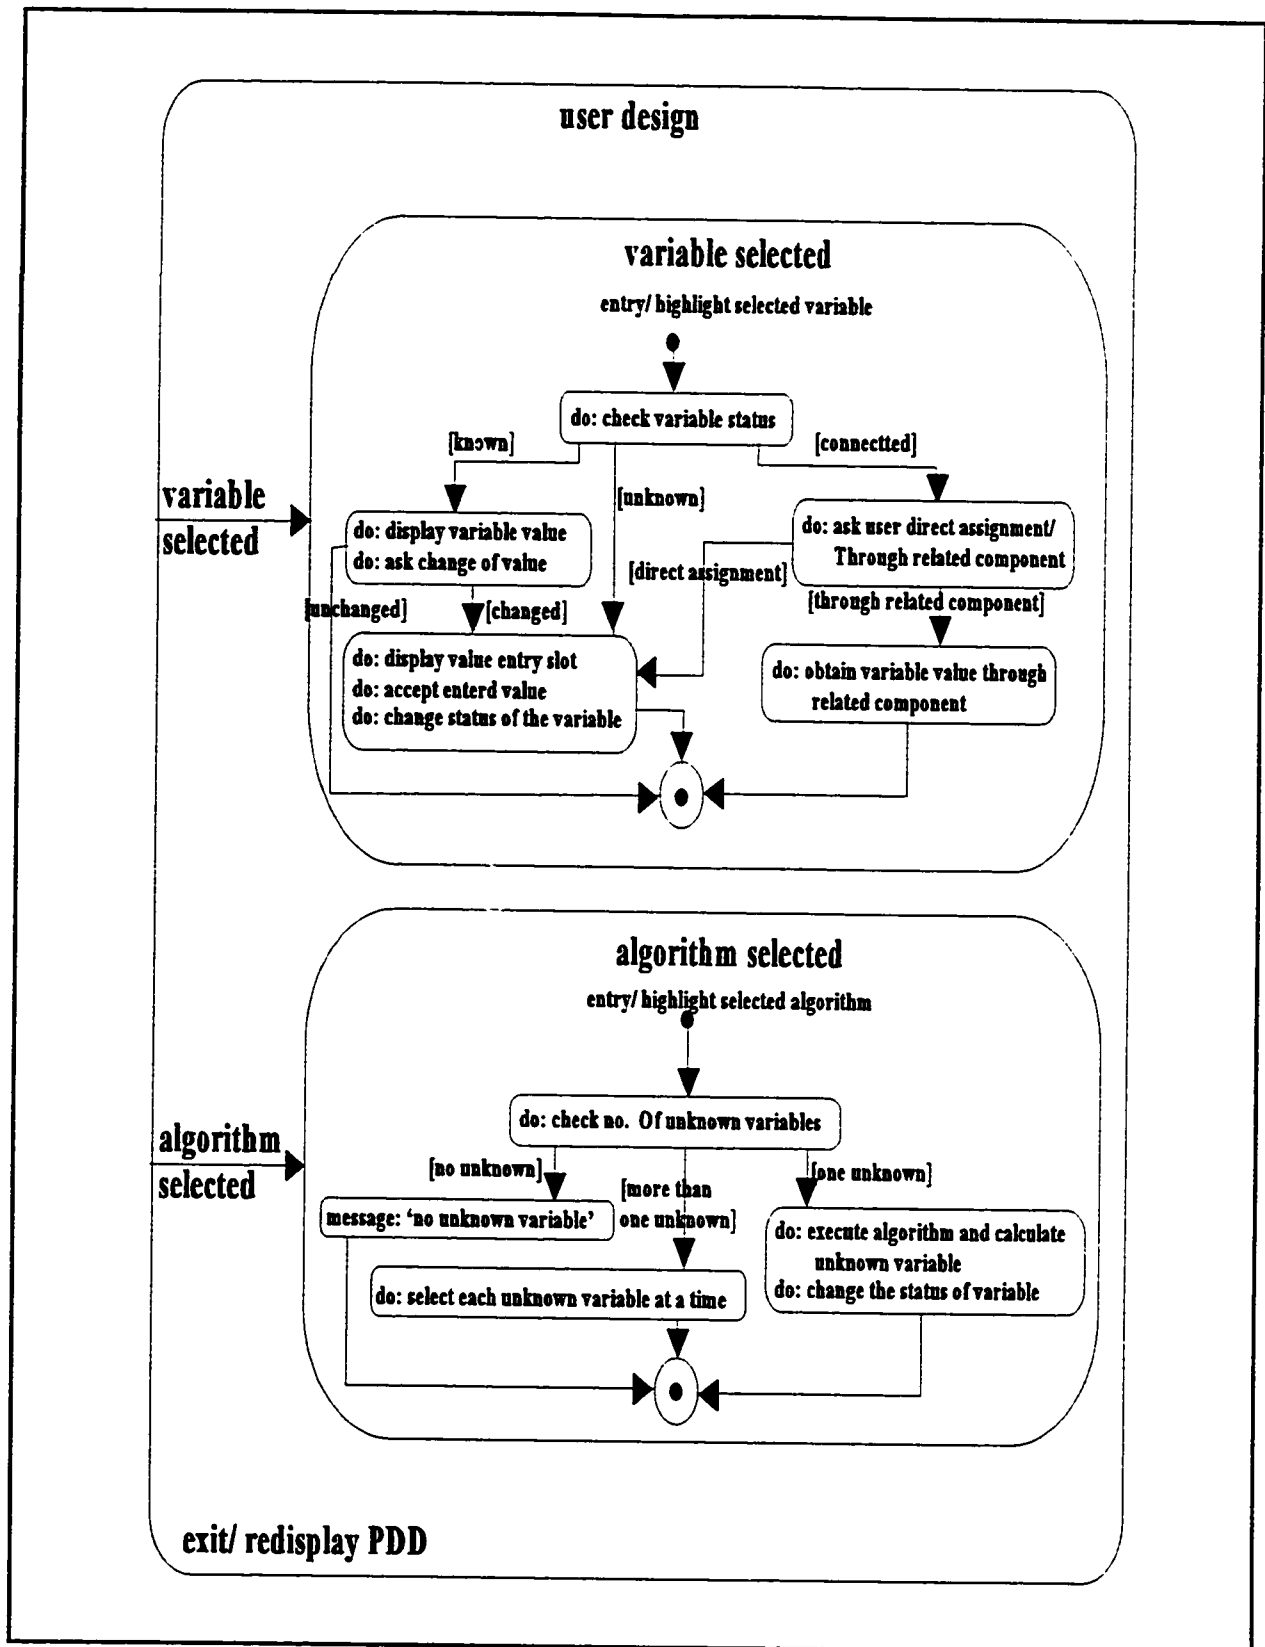 user design
variable selected
entry/ highlight selected variable
do: check variable status
[known]
[connectted]
[unknown]
variable
selected
do: display variable value
do: ask change of value
do: ask user direct assignment/
Through related component
[direct assignment]
[unchanged]
[changed]
[through related component]
do: display value entry slot
do: accept enterd value
do: change status of the variable
do: obtain variable value through
related component
algorithm selected
entry/ highlight selected algorithm
do: check no. Of unknown variables
algorithm
selected
[no unknown]
[more than
one unknown]
[one unknown]
message: ‘no unknown variable’
do: execute algorithm and calculate
unknown variable
do: change the status of variable
do: select each unknown variable at a time
exit/ redisplay PDD